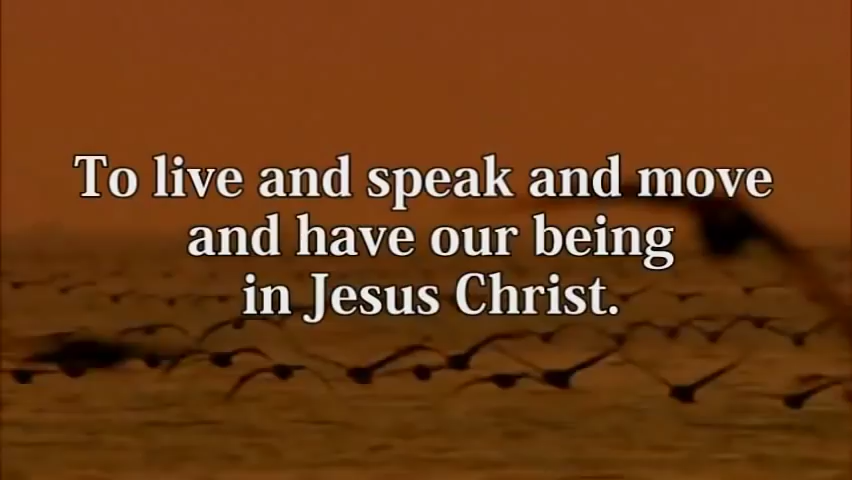 To live and speak and move
and have our being
in Jesus Christ.